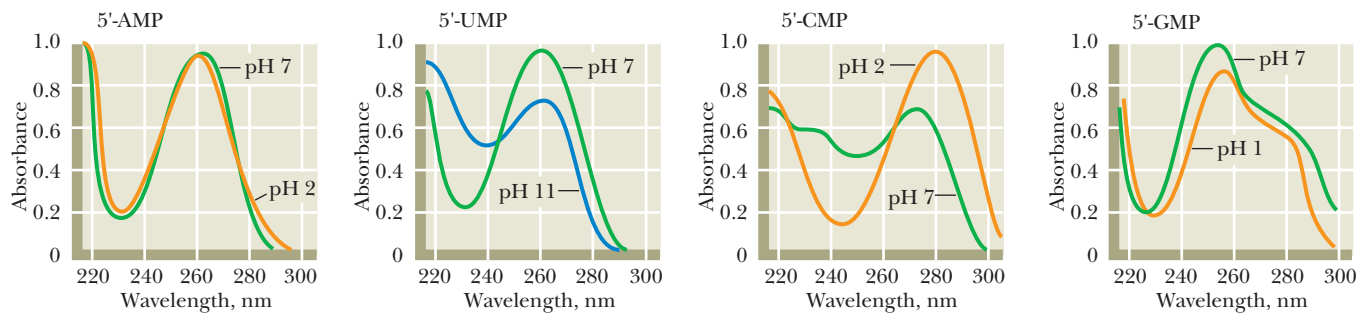 5'-AMP
1.0
0.8
0.6
0.4
0.2
0
Absorbance
pH 7
pH 2
220 240 260 280 300
Wavelength, nm
5'-UMP
1.0
0.8
0.6
0.4
0.2
0
Absorbance
pH 7
pH 11
220 240 260 280 300
Wavelength, nm
5'-CMP
1.0
0.8
0.6
0.4
0.2
0
Absorbance
pH 2
pH 7
220 240 260 280 300
Wavelength, nm
5'-GMP
1.0
0.8
0.6
0.4
0.2
0
Absorbance
pH 7
pH 1
220 240 260 280 300
Wavelength, nm